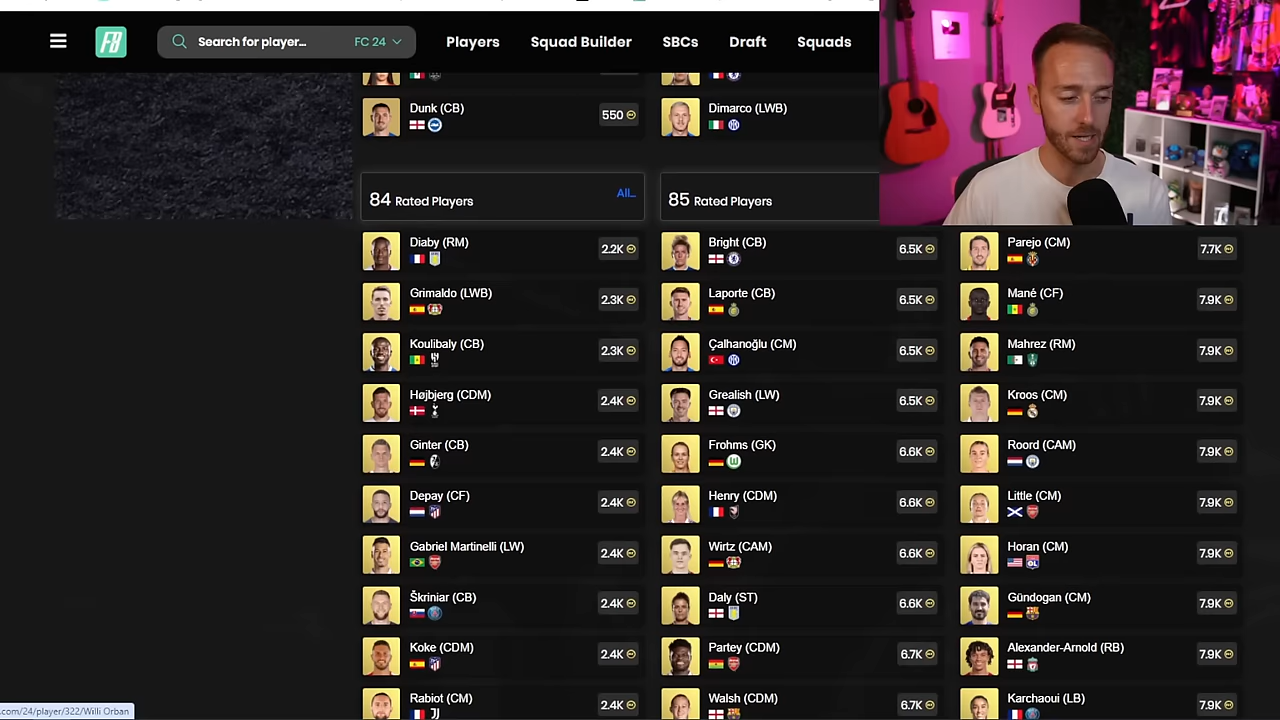 FB
Search for player...
FC 24
Players
Squad Builder
SBCs
Draft
Squads
Dunk (CB)
550
Dimarco (LWB)
84 Rated Players
All...
85 Rated Players
Diaby (RM)
2.2K
Bright (CB)
6.5K
Parejo (CM)
7.7K
Grimaldo (LWB)
2.3K
Laporte (CB)
6.5K
Mané (CF)
7.9K
Koulibaly (CB)
2.3K
Çalhanoğlu (CM)
6.5K
Mahrez (RM)
7.9K
Højbjerg (CDM)
2.4K
Grealish (LW)
6.5K
Kroos (CM)
7.9K
Ginter (CB)
2.4K
Frohms (GK)
6.6K
Roord (CAM)
7.9K
Depay (CF)
2.4K
Henry (CDM)
6.6K
Little (CM)
7.9K
Gabriel Martinelli (LW)
2.4K
Wirtz (CAM)
6.6K
Horan (CM)
7.9K
Škriniar (CB)
2.4K
Daly (ST)
6.6K
Gündogan (CM)
7.9K
Koke (CDM)
2.4K
Partey (CDM)
6.7K
Alexander-Arnold (RB)
7.9K
Rabiot (CM)
2.4K
Walsh (CDM)
6.7K
Karchaoui (LB)
7.9K
.com/24/player/322/Willi Orban